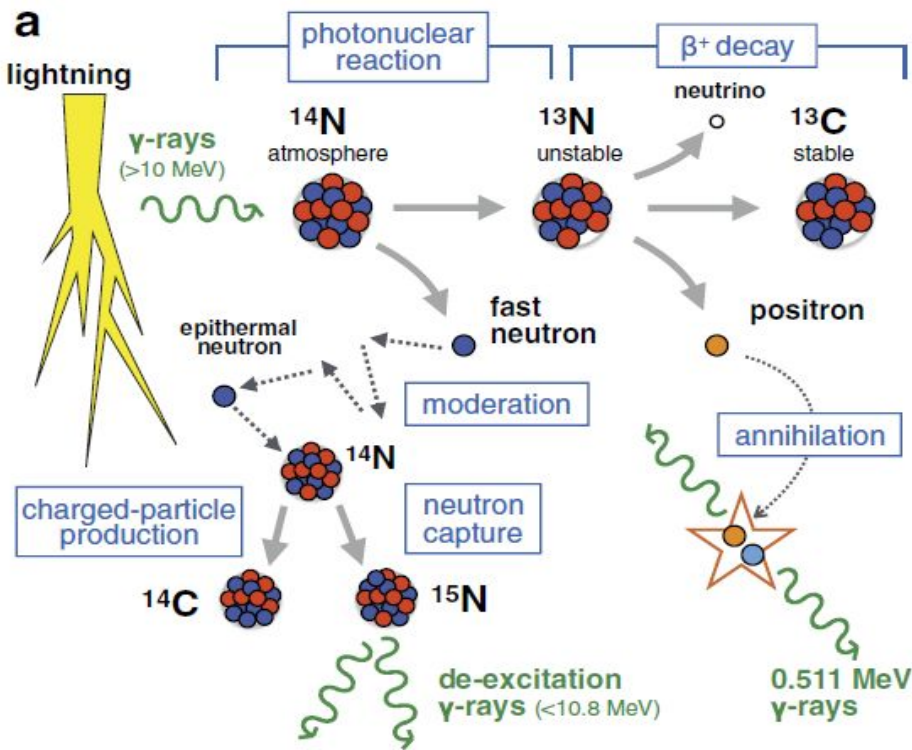 a
lightning
photonuclear
reaction
β⁺ decay
γ-rays
(>10 MeV)
¹⁴N
atmosphere
¹³N
unstable
neutrino
¹³C
stable
epithermal
neutron
fast
neutron
positron
moderation
annihilation
¹⁴N
charged-particle
production
neutron
capture
¹⁴C
¹⁵N
de-excitation
γ-rays (<10.8 MeV)
0.511 MeV
γ-rays